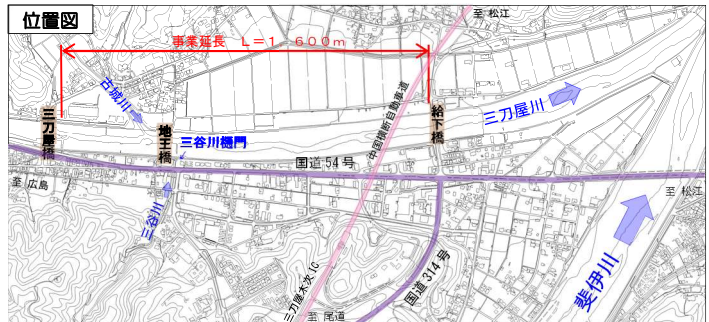 位置図
至 松江
事業延長 L=1,600m
古城川
三刀屋橋
地王橋
三谷川樋門
中国横断自動車道
給下橋
三刀屋川
国道54号
至 広島
至 松江
三谷川
国道314号
斐伊川
三刀屋木次IC
至 尾道